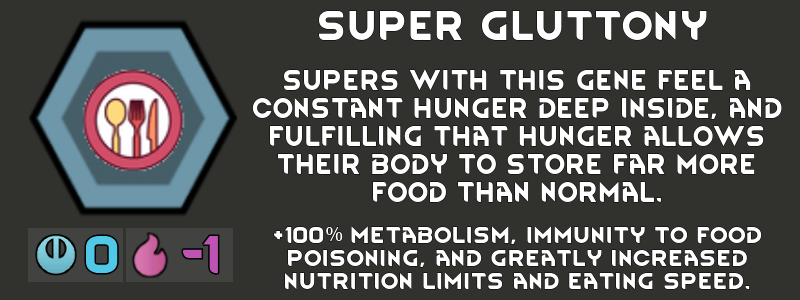 SUPER GLUTTONY
SUPERS WITH THIS GENE FEEL A
CONSTANT HUNGER DEEP INSIDE, AND
FULFILLING THAT HUNGER ALLOWS
THEIR BODY TO STORE FAR MORE
FOOD THAN NORMAL.
+100% METABOLISM, IMMUNITY TO FOOD
POISONING, AND GREATLY INCREASED
NUTRITION LIMITS AND EATING SPEED.
0 -1